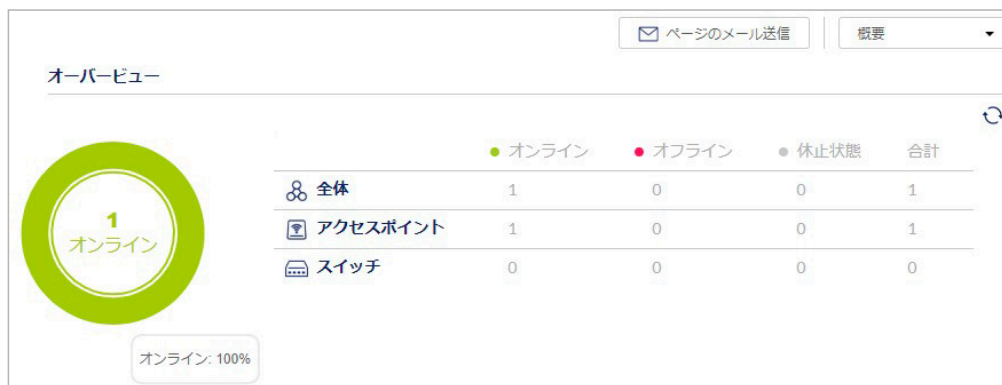 ページのメール送信
概要
オーバービュー
オンライン オフライン 休止状態 合計
全体 1 0 0 1
アクセスポイント 1 0 0 1
スイッチ 0 0 0 0
1
オンライン
オンライン: 100%